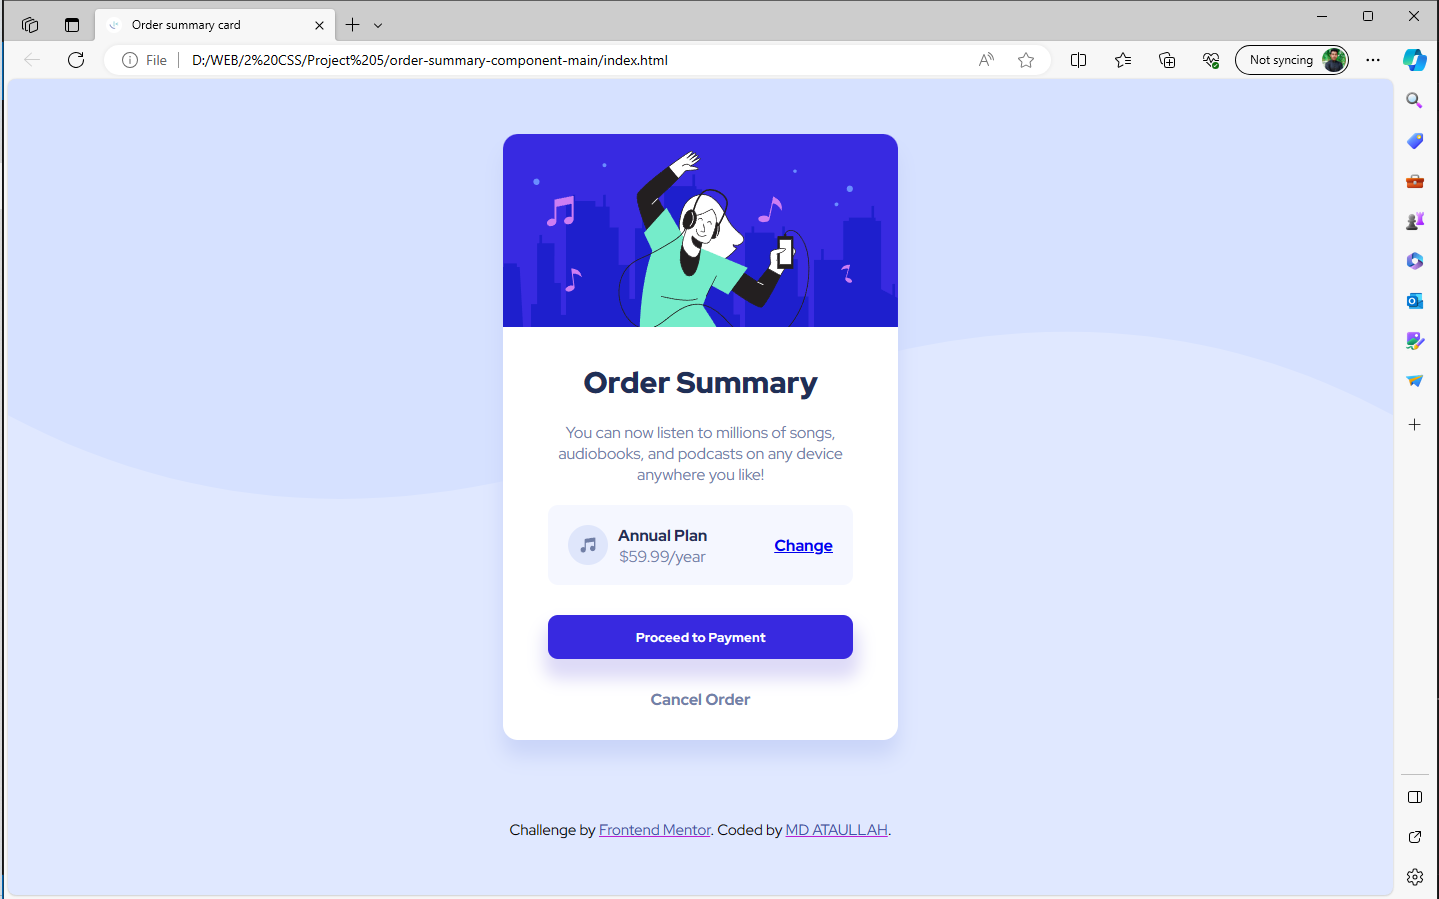 Order summary card
File
D:/WEB/2%20CSS/Project%205/order-summary-component-main/index.html
Not syncing
Order Summary
You can now listen to millions of songs,
audiobooks, and podcasts on any device
anywhere you like!
Annual Plan
$59.99/year
Change
Proceed to Payment
Cancel Order
Challenge by Frontend Mentor. Coded by MD ATAULLAH.